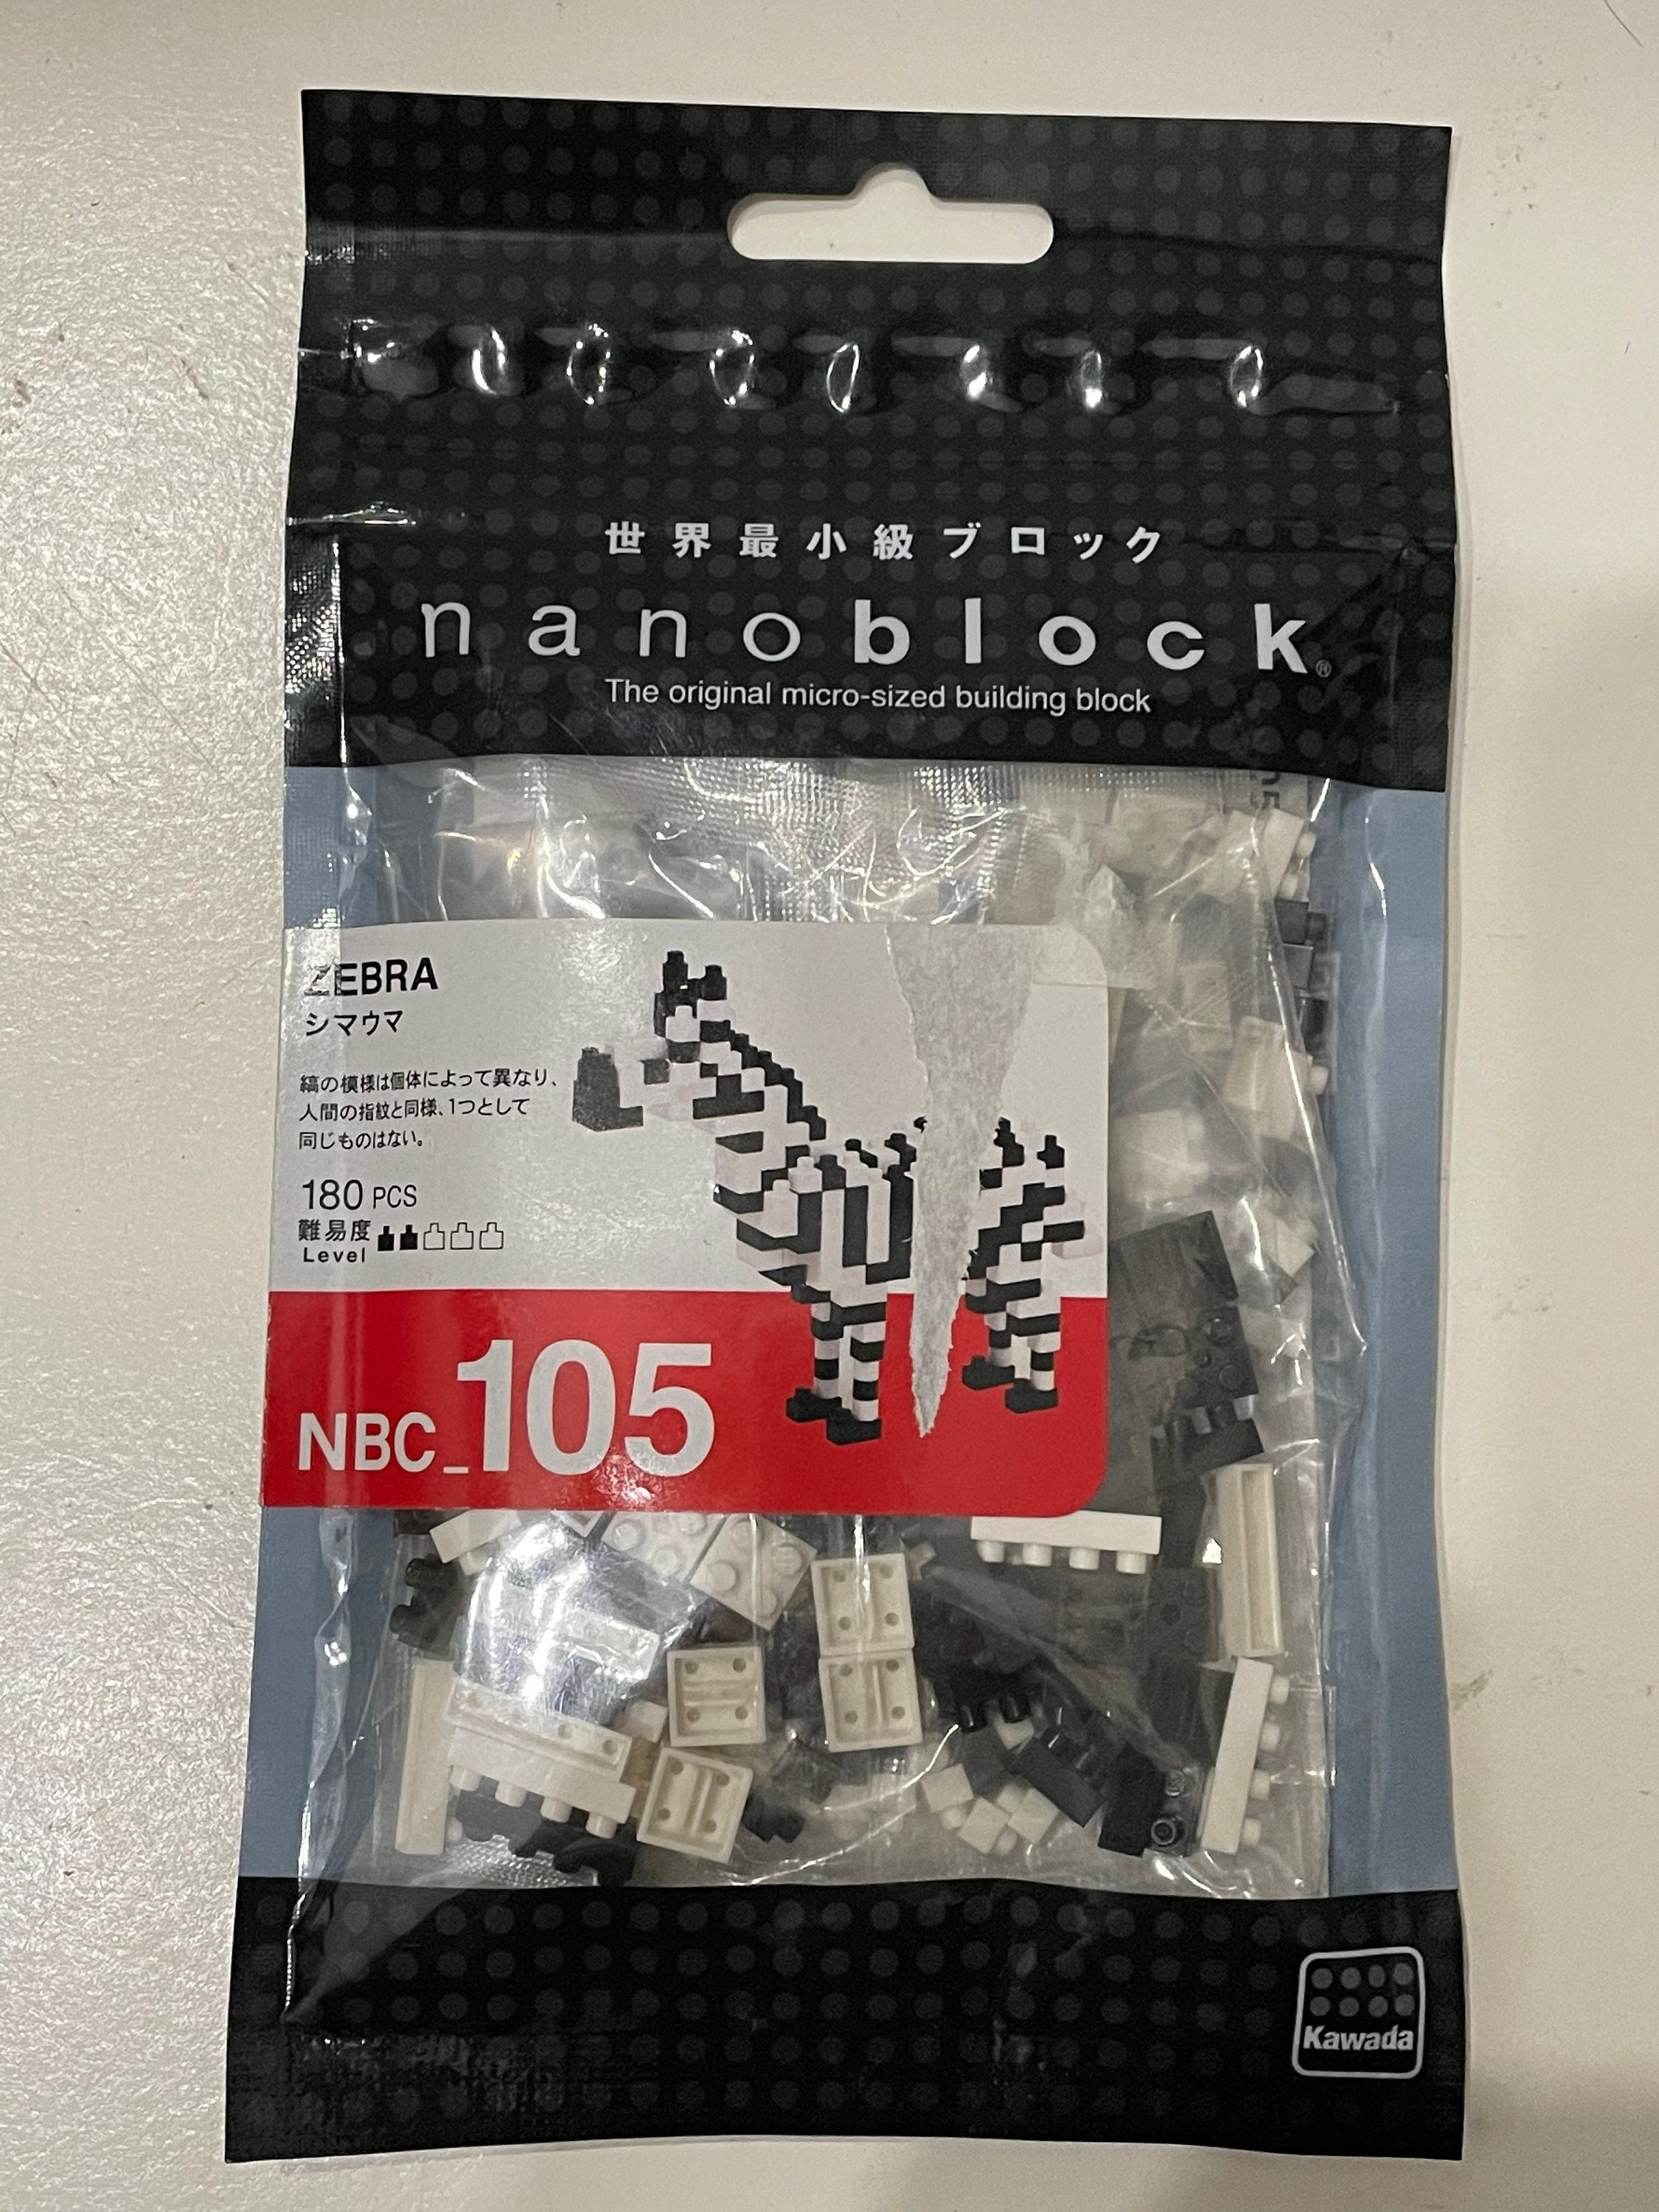 世界最小級ブロック
nanoblock®
The original micro-sized building block
ZEBRA
シマウマ
縞の模様は個体によって異なり、
人間の指紋と同様、1つとして
同じものはない。
180 PCS
難易度
Level
NBC_105
Kawada